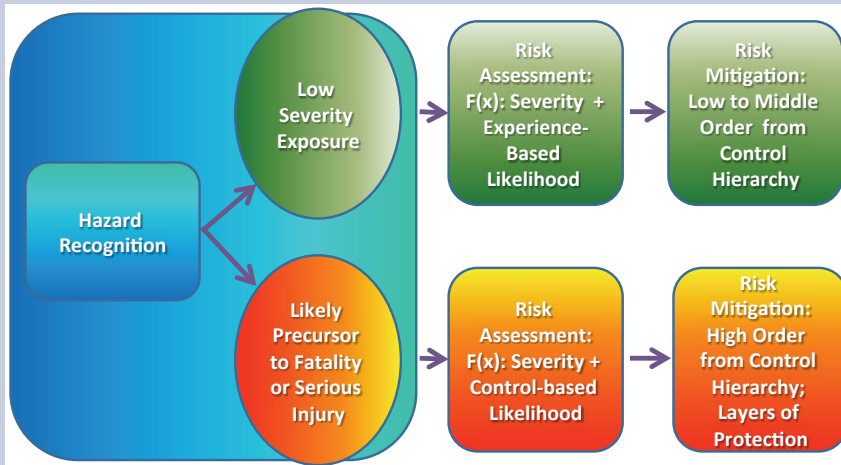 Hazard
Recognition
Low
Severity
Exposure
Risk
Assessment:
F(x): Severity +
Experience-
Based
Likelihood
Risk
Mitigation:
Low to Middle
Order from
Control
Hierarchy
Likely
Precursor
to Fatality
or Serious
Injury
Risk
Assessment:
F(x): Severity +
Control-based
Likelihood
Risk
Mitigation:
High Order
from Control
Hierarchy;
Layers of
Protection